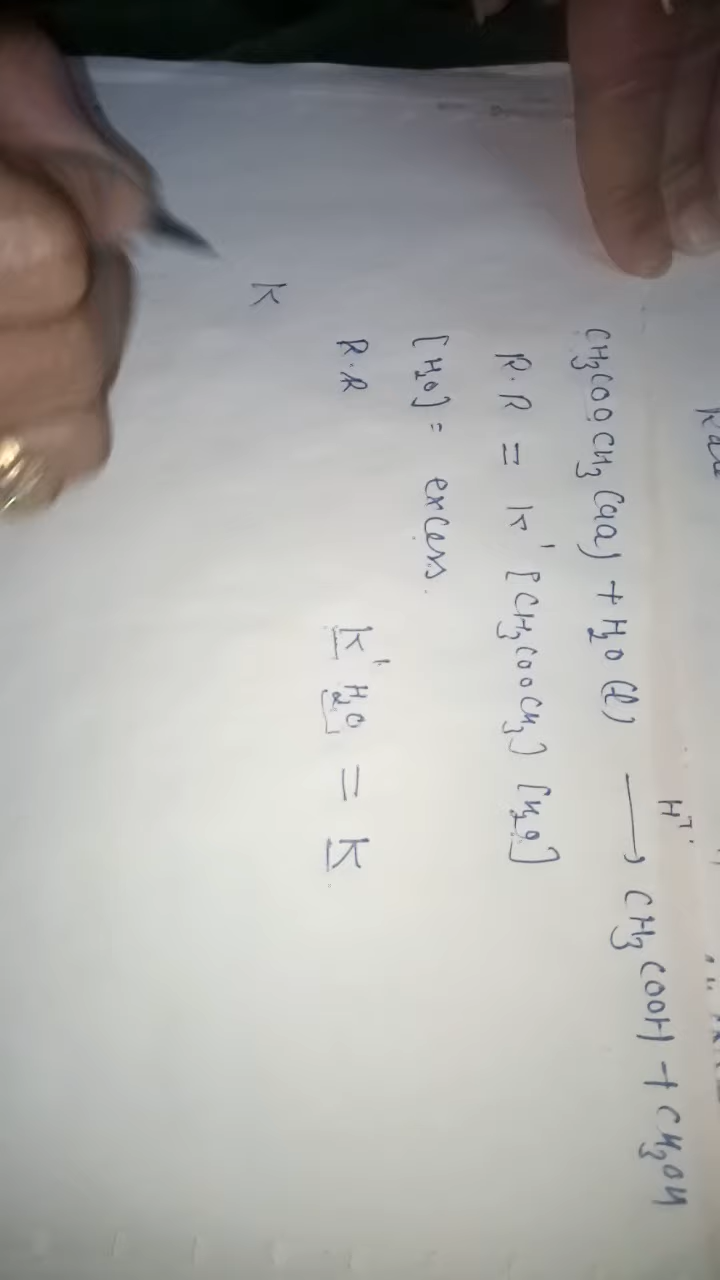 CH3COOCH3(aq) + H2O(l) ⟶ CH3COOH + CH3OH
H+
R.R = K' [CH3COOCH3] [H2O]
[H2O] = excess.
R.R K' H2O = K
K